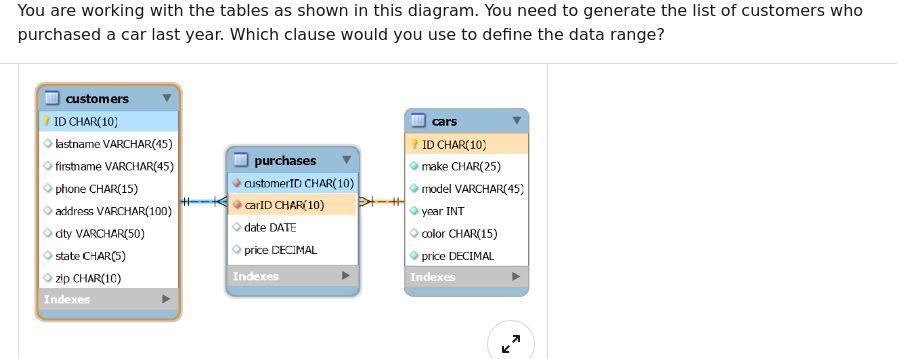 You are working with the tables as shown in this diagram. You need to generate the list of customers who
purchased a car last year. Which clause would you use to define the data range?
customers
ID CHAR(10)
lastname VARCHAR(45)
firstname VARCHAR(45)
phone CHAR(15)
address VARCHAR(100)
city VARCHAR(50)
state CHAR(5)
zip CHAR(10)
Indexes
purchases
customerID CHAR(10)
carID CHAR(10)
date DATE
price DECIMAL
Indexes
cars
ID CHAR(10)
make CHAR(25)
model VARCHAR(45)
year INT
color CHAR(15)
price DECIMAL
Indexes